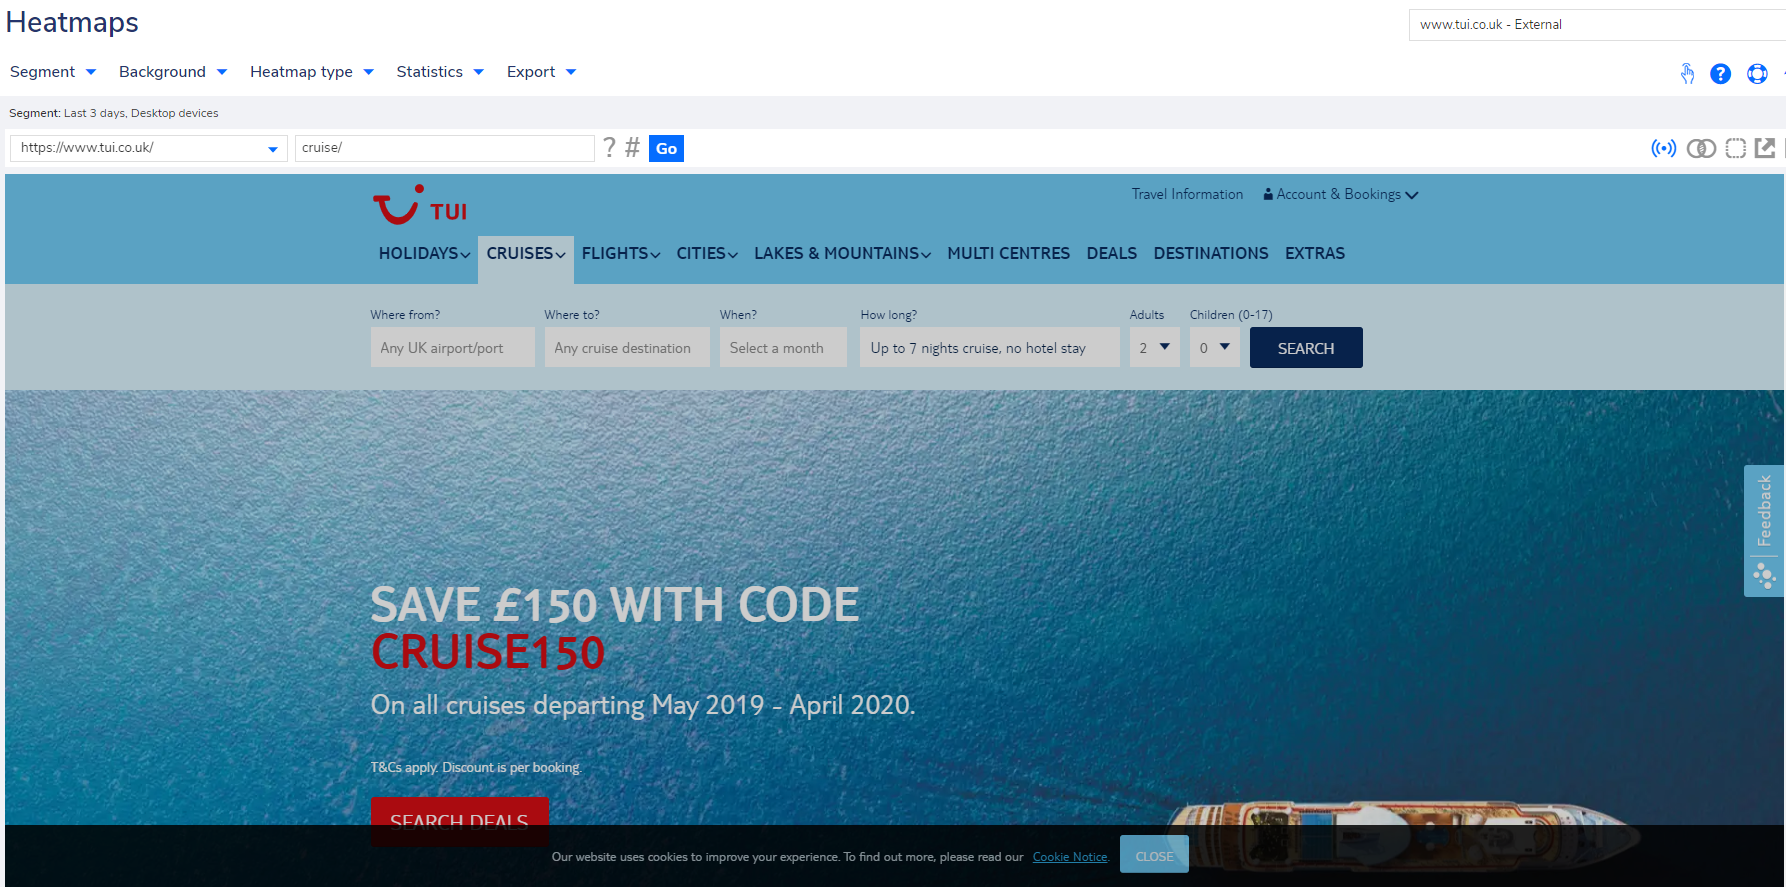 Heatmaps
www.tui.co.uk - External
Segment Background Heatmap type Statistics Export
?
Segment: Last 3 days, Desktop devices
https://www.tui.co.uk/ cruise/ ? # Go
TUI
Travel Information Account & Bookings
HOLIDAYS CRUISES FLIGHTS CITIES LAKES & MOUNTAINS MULTI CENTRES DEALS DESTINATIONS EXTRAS
Where from? Where to? When? How long? Adults Children (0-17)
Any UK airport/port Any cruise destination Select a month Up to 7 nights cruise, no hotel stay 2 0 SEARCH
Feedback
SAVE £150 WITH CODE
CRUISE150
On all cruises departing May 2019 - April 2020.
T&Cs apply. Discount is per booking.
SEARCH DEALS
Our website uses cookies to improve your experience. To find out more, please read our Cookie Notice. CLOSE